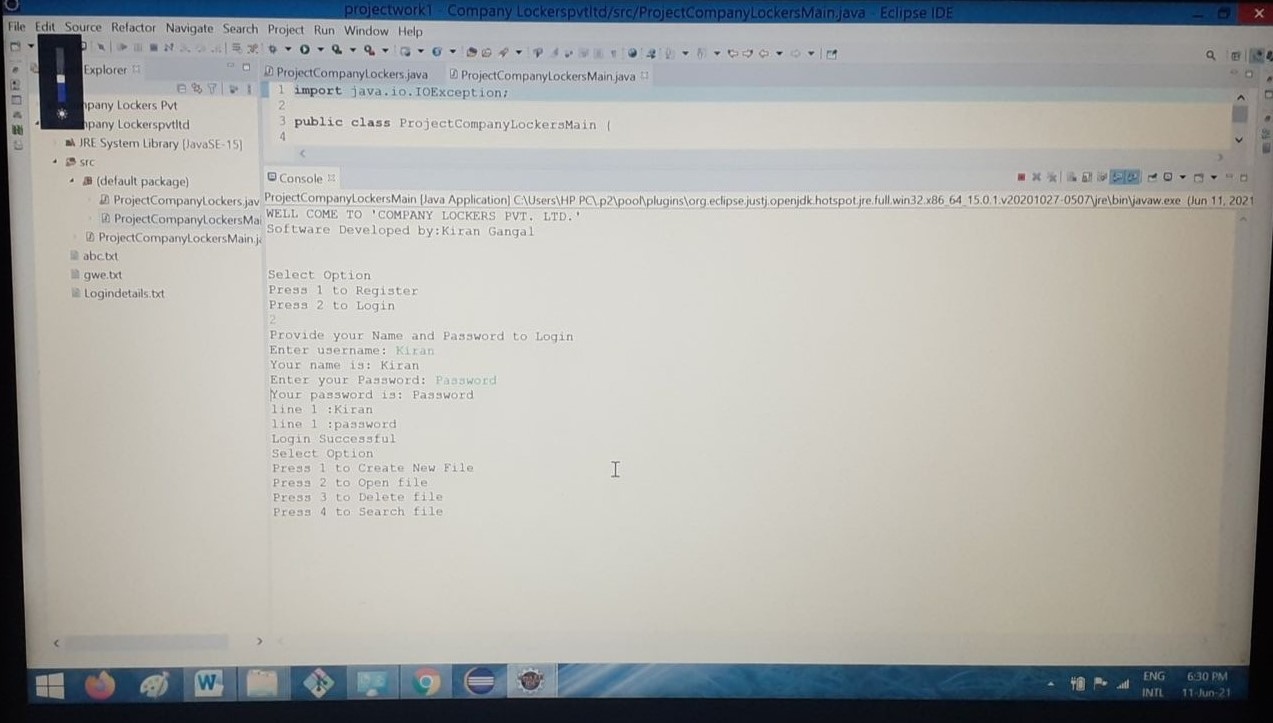 projectwork1 - Company Lockerspvtltd/src/ProjectCompanyLockersMain.java - Eclipse IDE
File Edit Source Refactor Navigate Search Project Run Window Help
Explorer
ProjectCompanyLockers.java
ProjectCompanyLockersMain.java
mpany Lockers Pvt
mpany Lockerspvtltd
JRE System Library [JavaSE-15]
src
(default package)
ProjectCompanyLockers.jav
ProjectCompanyLockersMa
ProjectCompanyLockersMain.ja
abc.txt
gwe.txt
Logindetails.txt
1 import java.io.IOException;
2
3 public class ProjectCompanyLockersMain {
4
Console
ProjectCompanyLockersMain [Java Application] C:\Users\HP PC\.p2\pool\plugins\org.eclipse.justj.openjdk.hotspot.jre.full.win32.x86_64_15.0.1.v20201027-0507\jre\bin\javaw.exe (Jun 11, 2021
WELL COME TO 'COMPANY LOCKERS PVT. LTD.'
Software Developed by:Kiran Gangal
Select Option
Press 1 to Register
Press 2 to Login
2
Provide your Name and Password to Login
Enter username: Kiran
Your name is: Kiran
Enter your Password: Password
Your password is: Password
line 1 :Kiran
line 1 :password
Login Successful
Select Option
Press 1 to Create New File
Press 2 to Open file
Press 3 to Delete file
Press 4 to Search file
ENG
INTL
6:30 PM
11-Jun-21